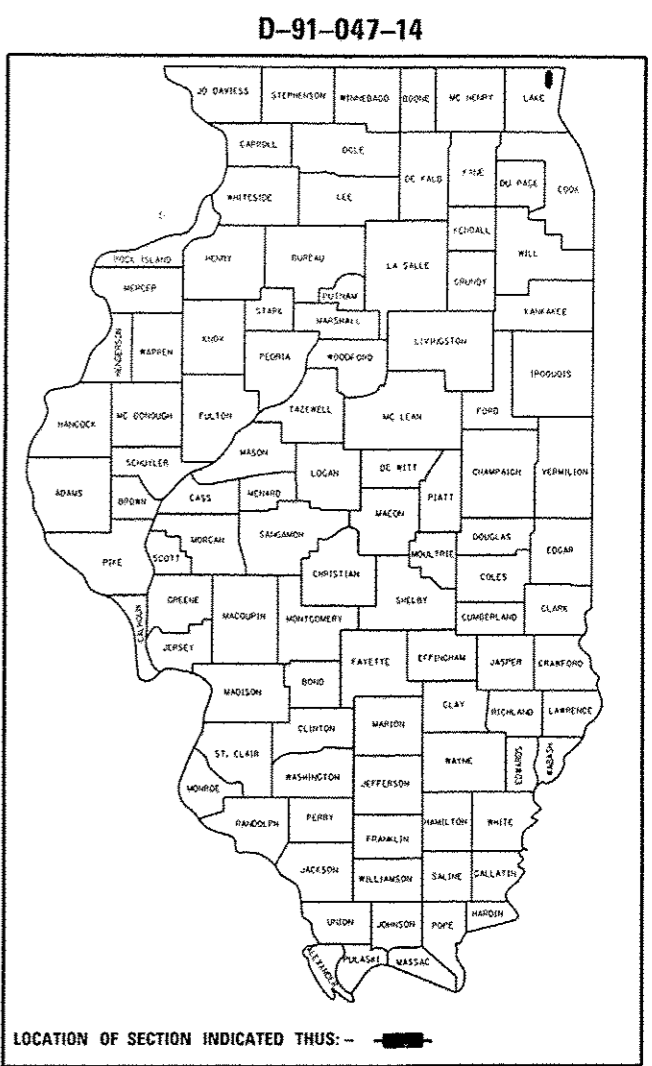 D-91-047-14
JO DAVIESS STEPHENSON WINNEBAGO BOONE MC HENRY LAKE
CARROLL OGLE
DE KALB KANE DU PAGE COOK
WHITESIDE LEE
KENDALL WILL
ROCK ISLAND HENRY BUREAU LA SALLE
GRUNDY
MERCER PUTNAM
STARK MARSHALL KANKAKEE
HENDERSON WARREN KNOX LIVINGSTON
PEORIA WOODFORD
IROQUOIS
HANCOCK MC DONOUGH FULTON TAZEWELL MC LEAN FORD
MASON
SCHUYLER DE WITT
LOGAN CHAMPAIGN VERMILION
ADAMS BROWN CASS MENARD PIATT
MACON
PIKE SCOTT MORGAN SANGAMON DOUGLAS
MOULTRIE EDGAR
CHRISTIAN COLES
CALHOUN GREENE MACOUPIN MONTGOMERY SHELBY
CUMBERLAND CLARK
JERSEY FAYETTE EFFINGHAM JASPER CRAWFORD
MADISON BOND
CLAY RICHLAND LAWRENCE
CLINTON MARION
ST. CLAIR WAYNE EDWARDS WABASH
WASHINGTON JEFFERSON
MONROE
RANDOLPH PERRY HAMILTON WHITE
FRANKLIN
JACKSON WILLIAMSON SALINE GALLATIN
UNION JOHNSON POPE HARDIN
ALEXANDER PULASKI MASSAC
LOCATION OF SECTION INDICATED THUS: -